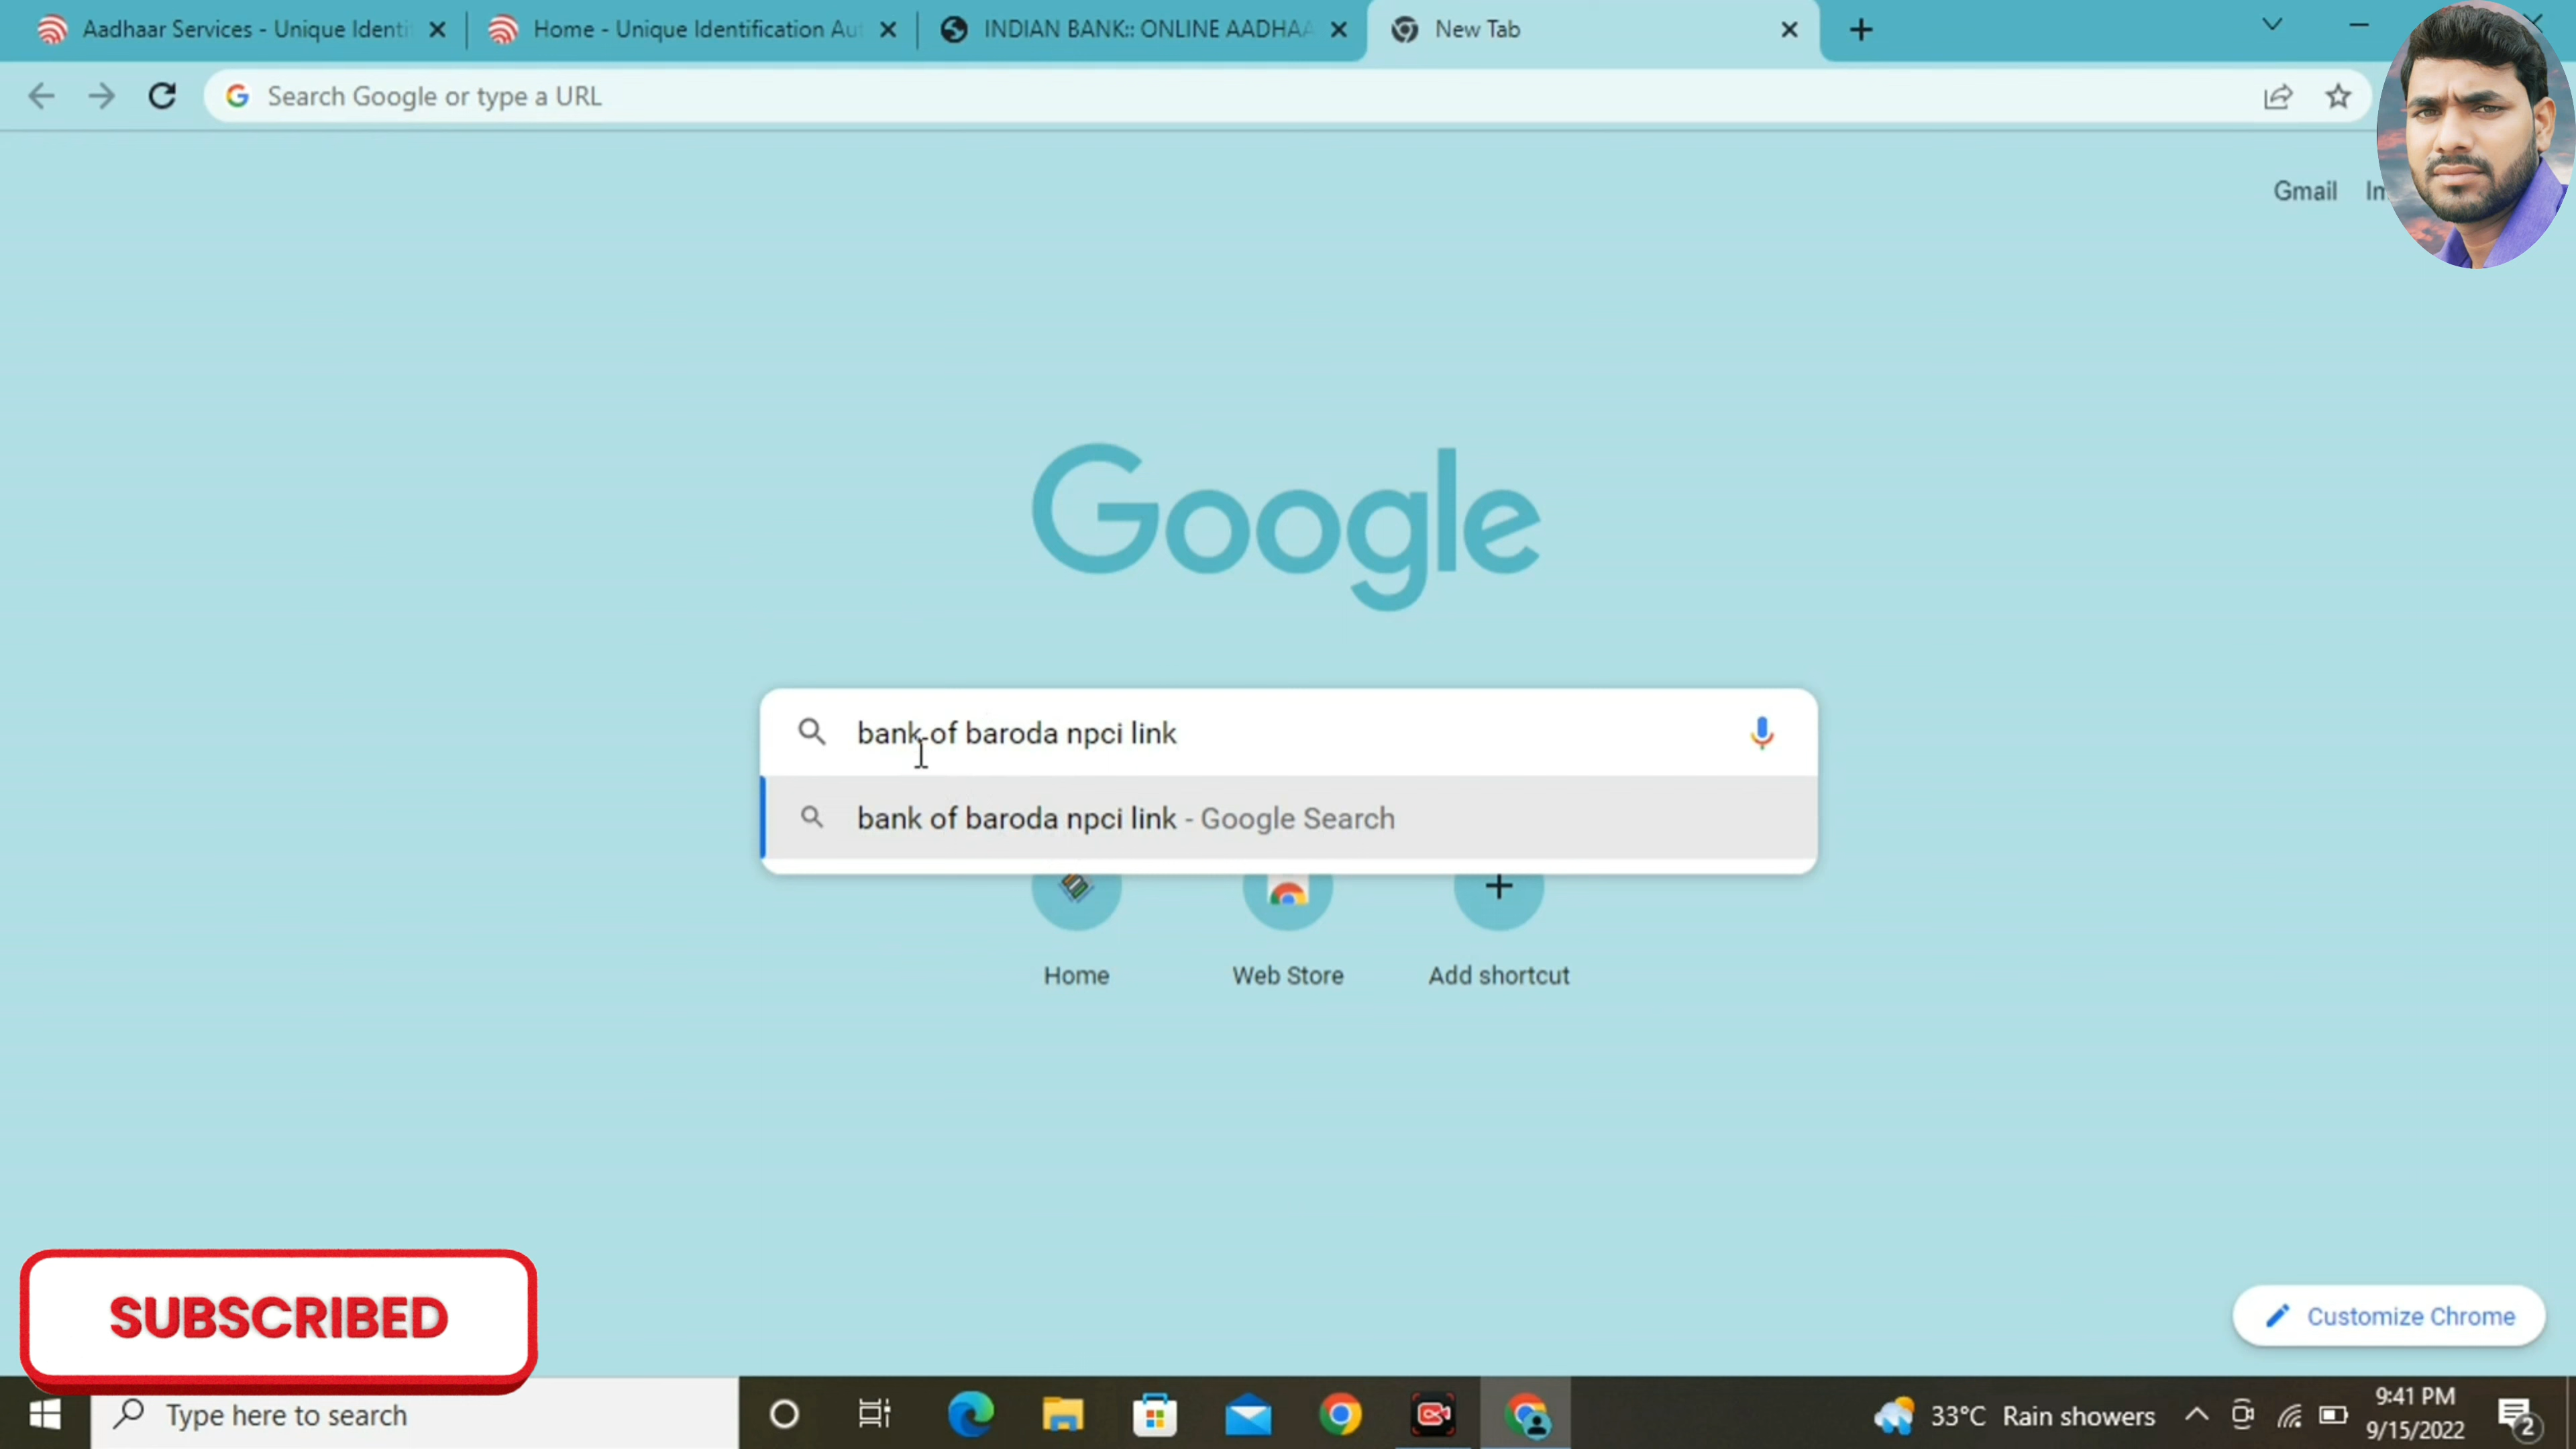 Aadhaar Services - Unique Identi
Home - Unique Identification Au
INDIAN BANK:: ONLINE AADHAA
New Tab
Search Google or type a URL
Gmail
Google
bank of baroda npci link
bank of baroda npci link - Google Search
Home
Web Store
Add shortcut
SUBSCRIBED
Customize Chrome
Type here to search
33°C Rain showers
9:41 PM
9/15/2022
2